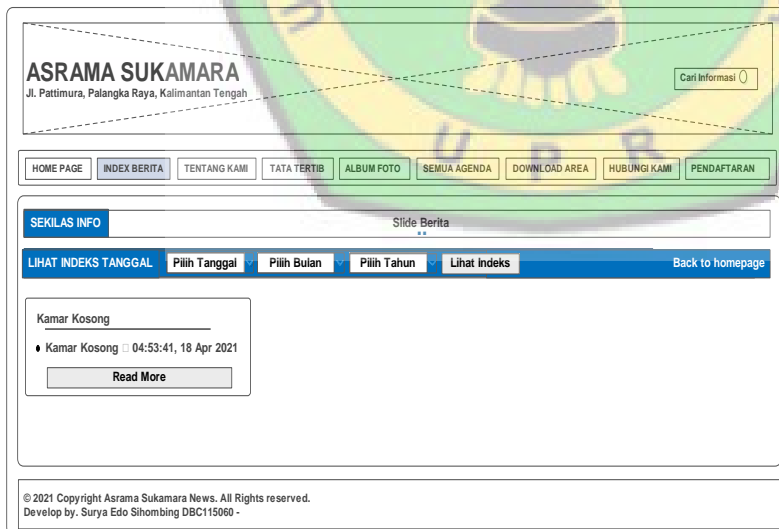 ASRAMA SUKAMARA
Jl. Pattimura, Palangka Raya, Kalimantan Tengah
Cari Informasi
U P R
HOME PAGE INDEX BERITA TENTANG KAMI TATA TERTIB ALBUM FOTO SEMUA AGENDA DOWNLOAD AREA HUBUNGI KAMI PENDAFTARAN
SEKILAS INFO Slide Berita
LIHAT INDEKS TANGGAL Pilih Tanggal Pilih Bulan Pilih Tahun Lihat Indeks Back to homepage
Kamar Kosong
Kamar Kosong 04:53:41, 18 Apr 2021
Read More
© 2021 Copyright Asrama Sukamara News. All Rights reserved.
Develop by. Surya Edo Sihombing DBC115060 -